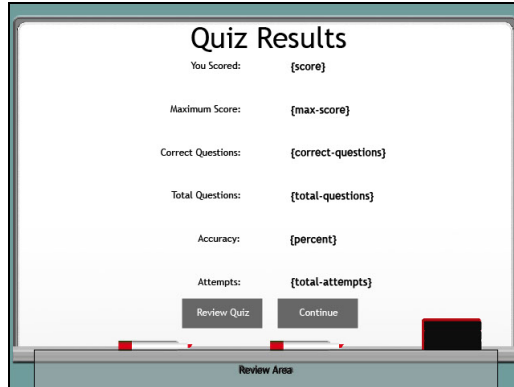 Quiz Results
You Scored: {score}
Maximum Score: {max-score}
Correct Questions: {correct-questions}
Total Questions: {total-questions}
Accuracy: {percent}
Attempts: {total-attempts}
Review Quiz Continue
Review Area